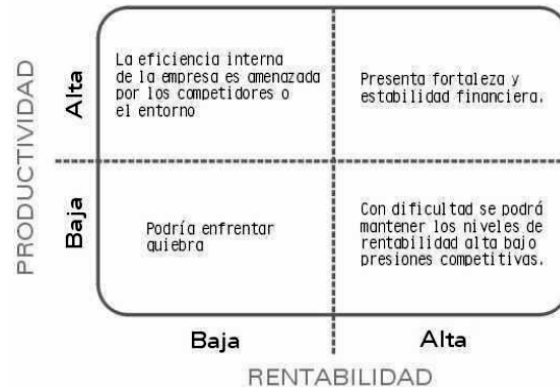 PRODUCTIVIDAD
Alta
La eficiencia interna
de la empresa es amenazada
por los competidores o
el entorno
Presenta fortaleza y
estabilidad financiera.
Baja
Podría enfrentar
quiebra
Con dificultad se podrá
mantener los niveles de
rentabilidad alta bajo
presiones competitivas.
Baja
Alta
RENTABILIDAD